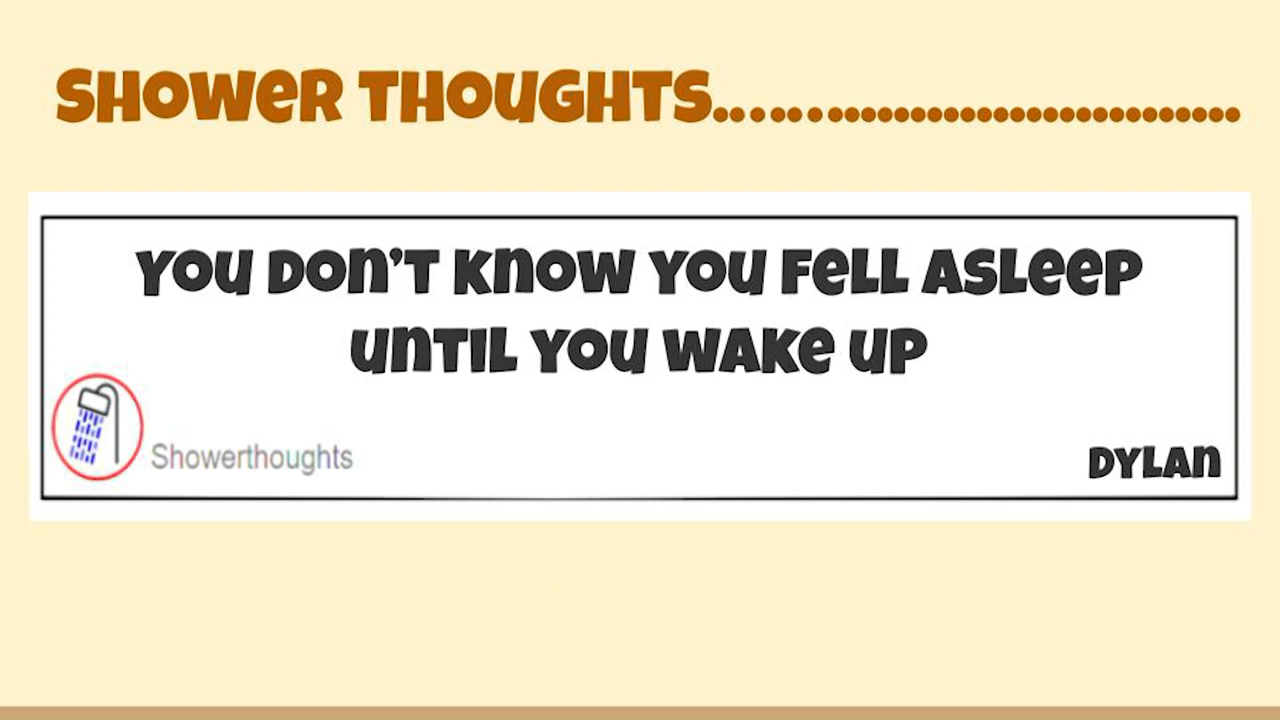 SHOWER THOUGHTS.................................
YOU DON'T KNOW YOU FELL ASLEEP
UNTIL YOU WAKE UP
Showerthoughts
DYLAN